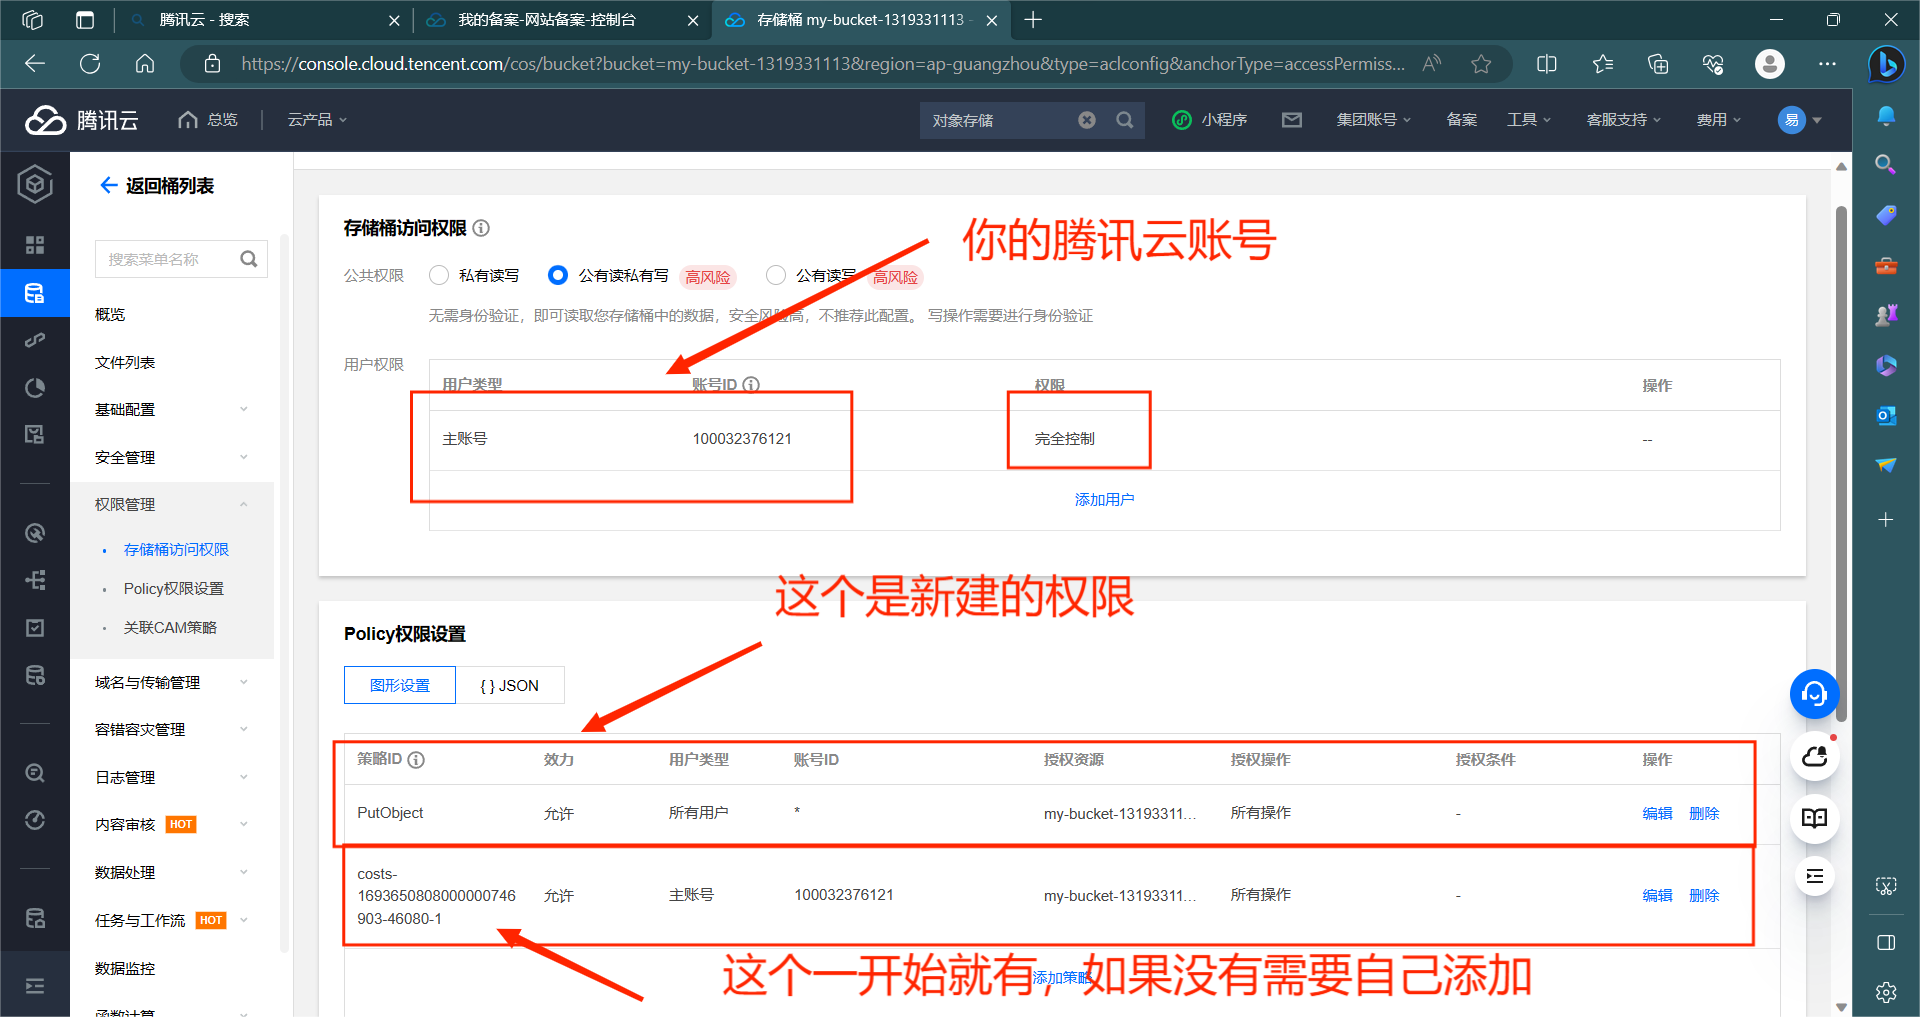 腾讯云 - 搜索
我的备案-网站备案-控制台
存储桶 my-bucket-1319331113 -
https://console.cloud.tencent.com/cos/bucket?bucket=my-bucket-1319331113&region=ap-guangzhou&type=aclconfig&anchorType=accessPermiss...
腾讯云
总览
云产品
对象存储
小程序
集团账号
备案
工具
客服支持
费用
易
返回桶列表
搜索菜单名称
概览
文件列表
基础配置
安全管理
权限管理
存储桶访问权限
Policy权限设置
关联CAM策略
域名与传输管理
容错容灾管理
日志管理
内容审核 HOT
数据处理
任务与工作流 HOT
数据监控
函数计算
存储桶访问权限
你的腾讯云账号
公共权限 私有读写 公有读私有写 高风险 公有读写 高风险
无需身份验证，即可读取您存储桶中的数据，安全风险高，不推荐此配置。 写操作需要进行身份验证
用户权限
用户类型 账号ID 权限 操作
主账号 100032376121 完全控制 --
添加用户
这个是新建的权限
Policy权限设置
图形设置 { } JSON
策略ID 效力 用户类型 账号ID 授权资源 授权操作 授权条件 操作
PutObject 允许 所有用户 * my-bucket-13193311... 所有操作 - 编辑 删除
costs-
1693650808000000746
903-46080-1
允许 主账号 100032376121 my-bucket-13193311... 所有操作 - 编辑 删除
添加策略
这个一开始就有，如果没有需要自己添加